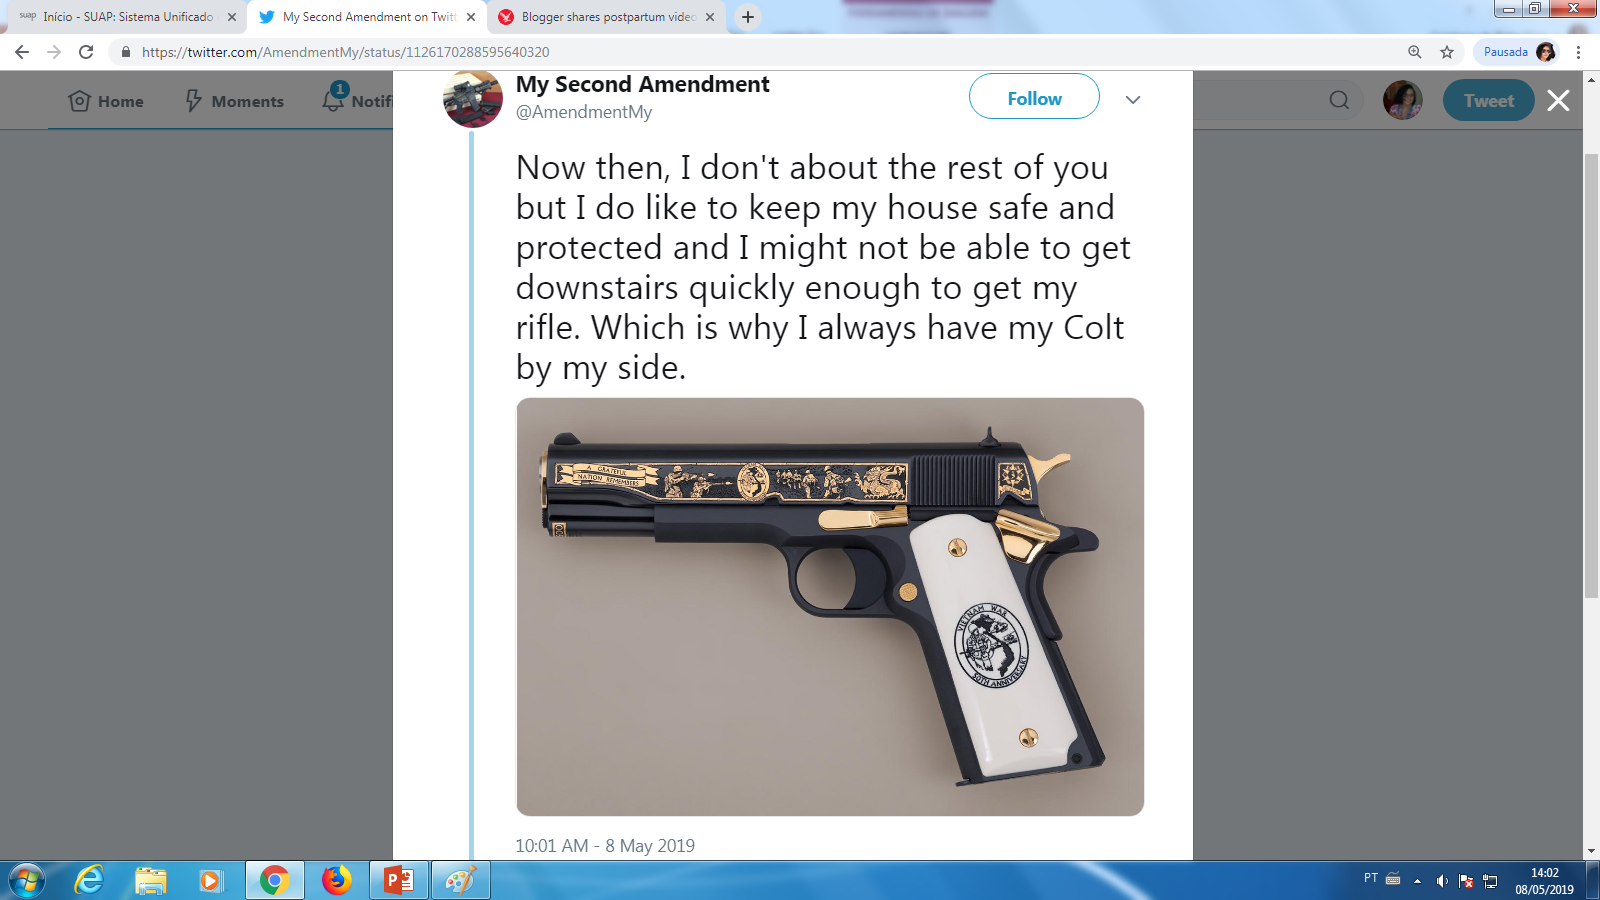 suap Início - SUAP: Sistema Unificado
My Second Amendment on Twitt
Blogger shares postpartum video
https://twitter.com/AmendmentMy/status/1126170288595640320
Pausada
Home
Moments
1
Notifi
Tweet
My Second Amendment
@AmendmentMy
Follow
Now then, I don't about the rest of you
but I do like to keep my house safe and
protected and I might not be able to get
downstairs quickly enough to get my
rifle. Which is why I always have my Colt
by my side.
A GRATEFUL
NATION REMEMBERS
VIETNAM WAR
50TH ANNIVERSARY
10:01 AM - 8 May 2019
PT
14:02
08/05/2019